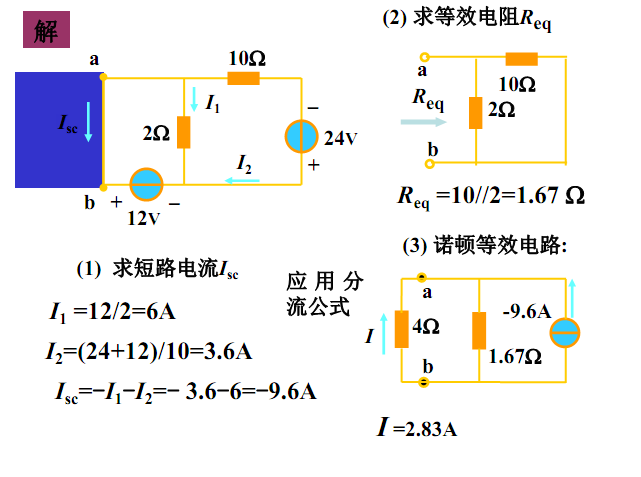 解
a
10Ω
I₁
Isc
2Ω
24V
−
+
I₂
b
+
−
12V
(1) 求短路电流Isc
I₁ =12/2=6A
I₂=(24+12)/10=3.6A
Isc=−I₁−I₂=− 3.6−6=−9.6A
(2) 求等效电阻Req
a
10Ω
Req
2Ω
b
Req =10//2=1.67 Ω
(3) 诺顿等效电路:
应 用 分
流公式
a
-9.6A
I
4Ω
1.67Ω
b
I =2.83A